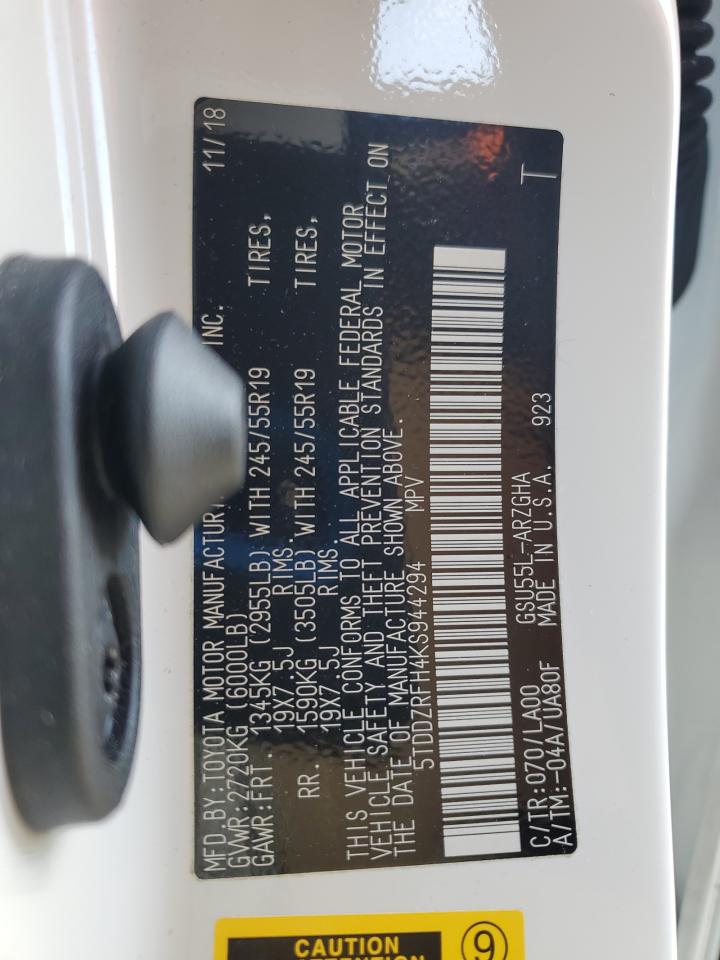 MFD.BY:TOYOTA MOTOR MANUFACTUR INC. 11/18
GVWR:2720KG (6000LB)
GAWR:FRT. 1345KG (2955LB) WITH 245/55R19 TIRES,
19X7.5J RIMS.
RR. 1590KG (3505LB) WITH 245/55R19 TIRES,
19X7.5J RIMS
THIS VEHICLE CONFORMS TO ALL APPLICABLE FEDERAL MOTOR
VEHICLE SAFETY AND THEFT PREVENTION STANDARDS IN EFFECT ON
THE DATE OF MANUFACTURE SHOWN ABOVE.
5TDDZRFH4KS944294 MPV
C/TR:070/LA00 GSU55L-ARZGHA
A/TM:-04A/UA80F MADE IN U.S.A. 923 T
CAUTION 9